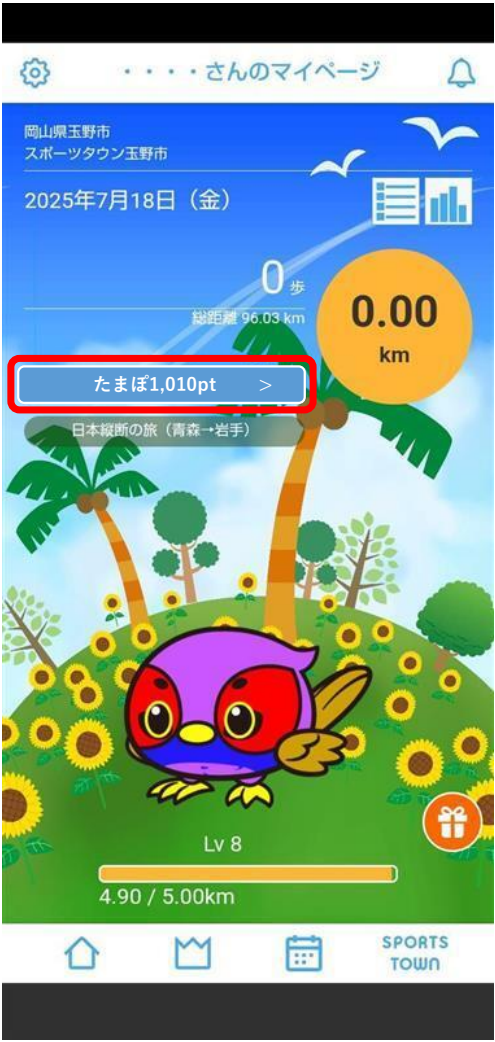 ・・・・さんのマイページ
岡山県玉野市
スポーツタウン玉野市
2025年7月18日（金）
0歩
総距離 96.03 km
0.00
km
たまぽ1,010pt ＞
日本縦断の旅（青森→岩手）
Lv 8
4.90 / 5.00km
SPORTS
TOWN